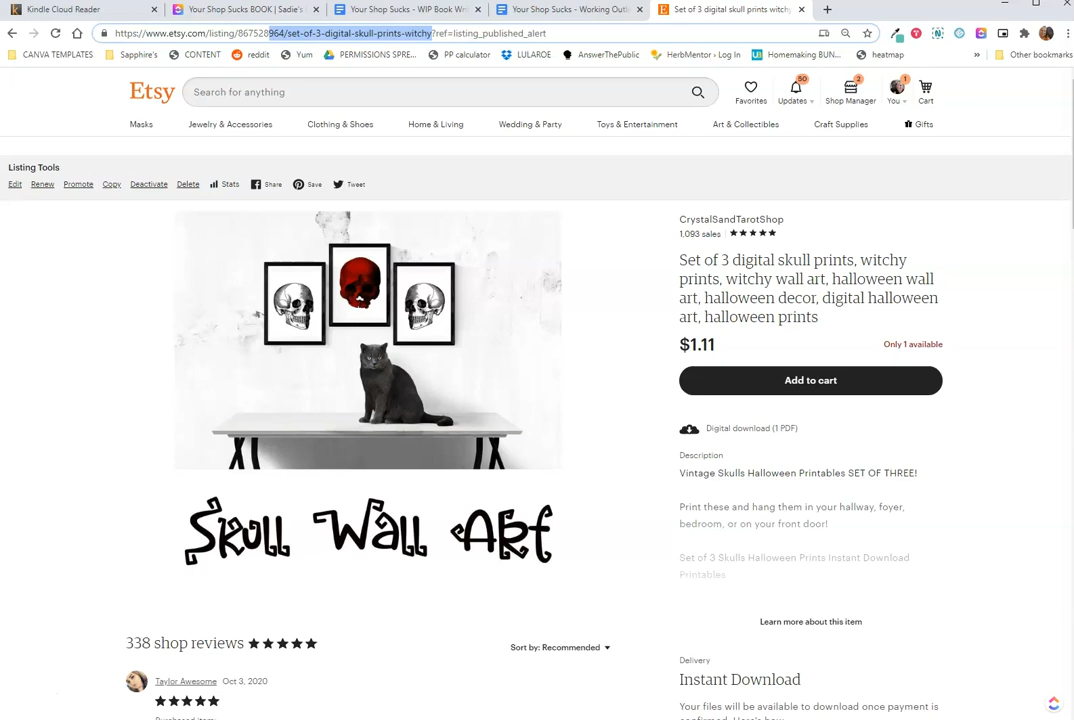 Kindle Cloud Reader
Your Shop Sucks BOOK | Sadie's
Your Shop Sucks - WIP Book Wri
Your Shop Sucks - Working Outli
Set of 3 digital skull prints witchy
https://www.etsy.com/listing/867528964/set-of-3-digital-skull-prints-witchy?ref=listing_published_alert
CANVA TEMPLATES
Sapphire's
CONTENT
reddit
Yum
PERMISSIONS SPRE...
PP calculator
LULAROE
AnswerThePublic
HerbMentor › Log In
Homemaking BUN...
heatmap
»
Other bookmarks
Etsy
Search for anything
Favorites
50
Updates
2
Shop Manager
1
You
Cart
Masks
Jewelry & Accessories
Clothing & Shoes
Home & Living
Wedding & Party
Toys & Entertainment
Art & Collectibles
Craft Supplies
Gifts
Listing Tools
Edit
Renew
Promote
Copy
Deactivate
Delete
Stats
Share
Save
Tweet
Skull Wall Art
338 shop reviews
Sort by: Recommended
Taylor Awesome Oct 3, 2020
CrystalSandTarotShop
1,093 sales
Set of 3 digital skull prints, witchy
prints, witchy wall art, halloween wall
art, halloween decor, digital halloween
art, halloween prints
$1.11
Only 1 available
Add to cart
Digital download (1 PDF)
Description
Vintage Skulls Halloween Printables SET OF THREE!
Print these and hang them in your hallway, foyer,
bedroom, or on your front door!
Set of 3 Skulls Halloween Prints Instant Download
Printables
Learn more about this item
Delivery
Instant Download
Your files will be available to download once payment is